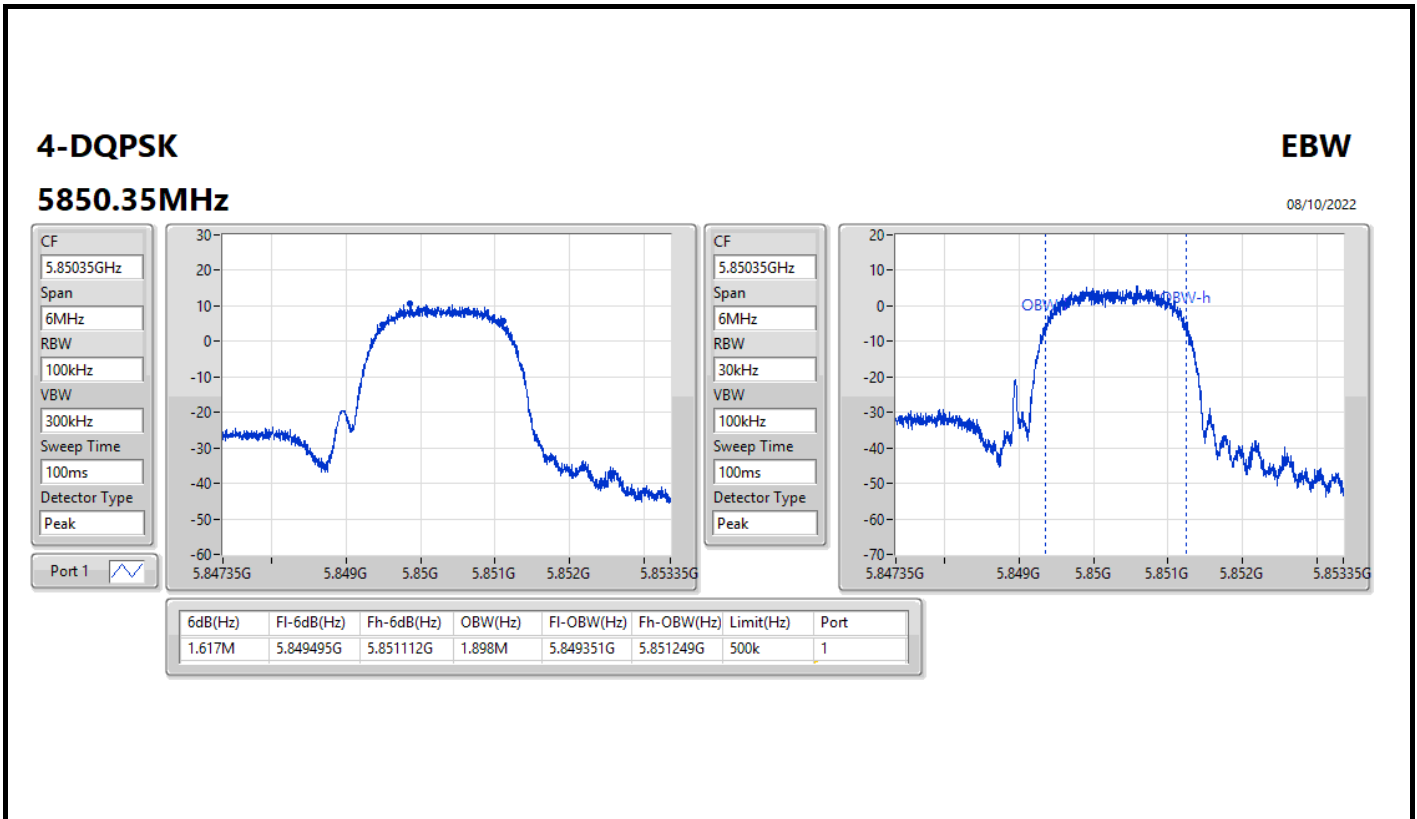 4-DQPSK
EBW
5850.35MHz
08/10/2022
CF
5.85035GHz
Span
6MHz
RBW
100kHz
VBW
300kHz
Sweep Time
100ms
Detector Type
Peak
Port 1
30
20
10
0
-10
-20
-30
-40
-50
-60
5.84735G 5.849G 5.85G 5.851G 5.852G 5.85335G
CF
5.85035GHz
Span
6MHz
RBW
30kHz
VBW
100kHz
Sweep Time
100ms
Detector Type
Peak
20
10
0
-10
-20
-30
-40
-50
-60
-70
OBW-h
5.84735G 5.849G 5.85G 5.851G 5.852G 5.85335G
6dB(Hz) Fl-6dB(Hz) Fh-6dB(Hz) OBW(Hz) Fl-OBW(Hz) Fh-OBW(Hz) Limit(Hz) Port
1.617M 5.849495G 5.851112G 1.898M 5.849351G 5.851249G 500k 1